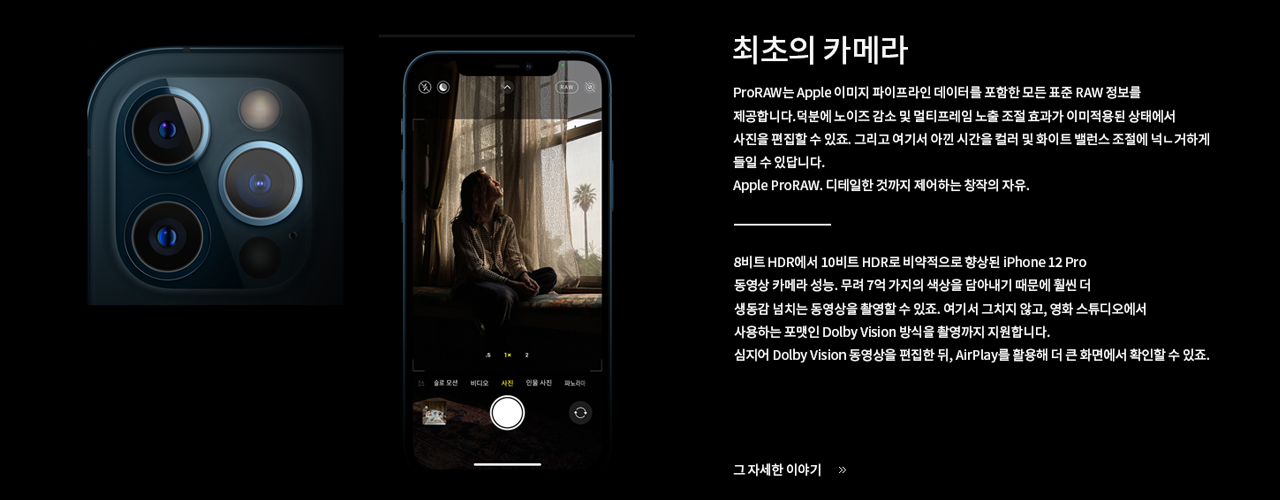 최초의 카메라
ProRAW는 Apple 이미지 파이프라인 데이터를 포함한 모든 표준 RAW 정보를
제공합니다.덕분에 노이즈 감소 및 멀티프레임 노출 조절 효과가 이미적용된 상태에서
사진을 편집할 수 있죠. 그리고 여기서 아낀 시간을 컬러 및 화이트 밸런스 조절에 넉ㄴ거하게
들일 수 있답니다.
Apple ProRAW. 디테일한 것까지 제어하는 창작의 자유.
8비트 HDR에서 10비트 HDR로 비약적으로 향상된 iPhone 12 Pro
동영상 카메라 성능. 무려 7억 가지의 색상을 담아내기 때문에 훨씬 더
생동감 넘치는 동영상을 촬영할 수 있죠. 여기서 그치지 않고, 영화 스튜디오에서
사용하는 포맷인 Dolby Vision 방식을 촬영까지 지원합니다.
심지어 Dolby Vision 동영상을 편집한 뒤, AirPlay를 활용해 더 큰 화면에서 확인할 수 있죠.
그 자세한 이야기 »
RAW
.5 1× 2
슬로 모션 비디오 사진 인물 사진 파노라마